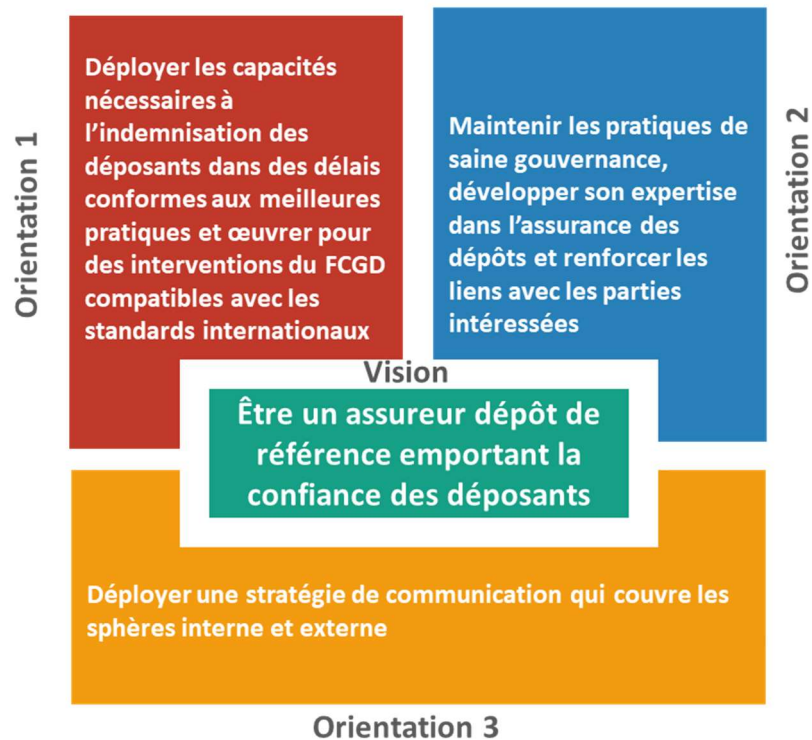 Orientation 1
Déployer les capacités
nécessaires à
l’indemnisation des
déposants dans des délais
conformes aux meilleures
pratiques et œuvrer pour
des interventions du FCGD
compatibles avec les
standards internationaux
Maintenir les pratiques de
saine gouvernance,
développer son expertise
dans l’assurance des
dépôts et renforcer les
liens avec les parties
intéressées
Orientation 2
Vision
Être un assureur dépôt de
référence emportant la
confiance des déposants
Déployer une stratégie de communication qui couvre les
sphères interne et externe
Orientation 3